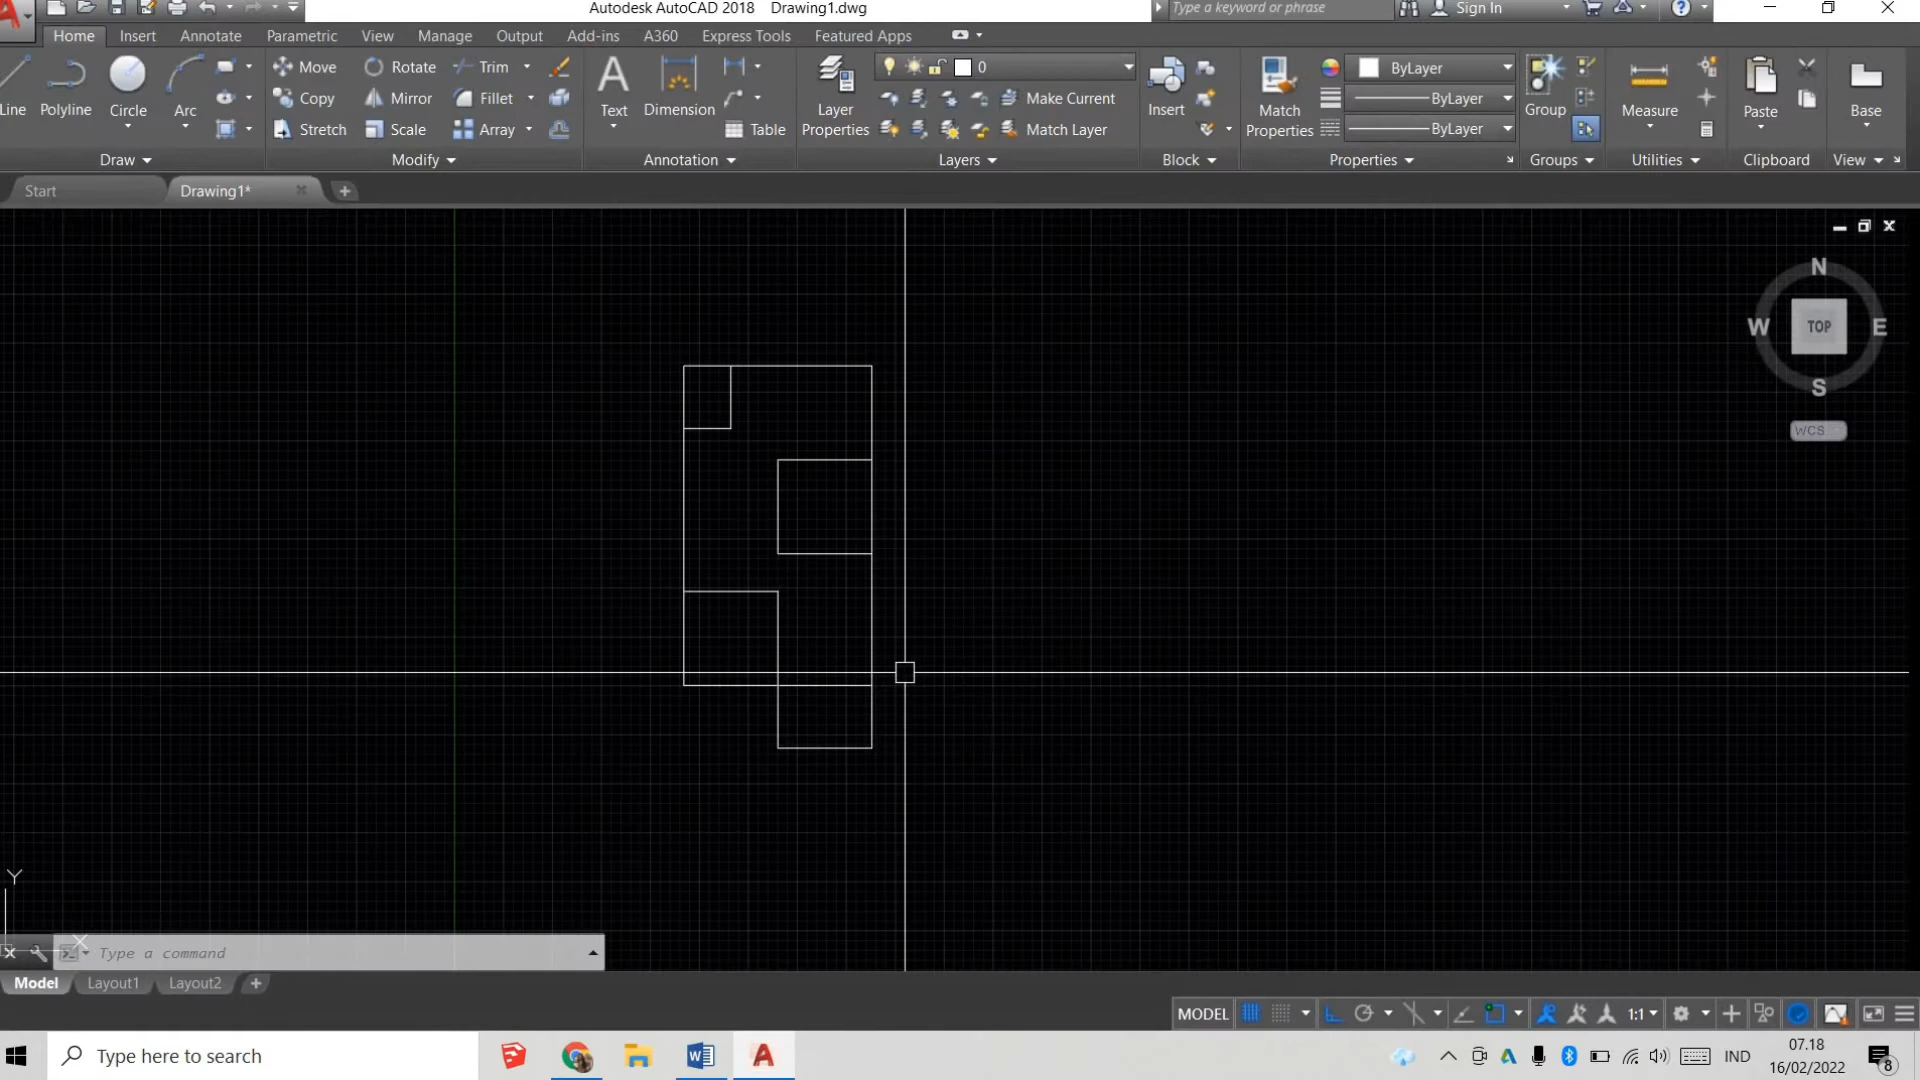 Autodesk AutoCAD 2018 Drawing1.dwg
Type a keyword or phrase
Sign In
Home Insert Annotate Parametric View Manage Output Add-ins A360 Express Tools Featured Apps
Line Polyline Circle Arc
Move Rotate Trim
Copy Mirror Fillet
Stretch Scale Array
Text Dimension
Table
Layer
Properties
0
Make Current
Match Layer
Insert
Match
Properties
ByLayer
ByLayer
ByLayer
Group
Measure
Paste
Base
Draw Modify Annotation Layers Block Properties Groups Utilities Clipboard View
Start Drawing1*
N
W TOP E
S
WCS
Y
X
Type a command
Model Layout1 Layout2
MODEL 1:1
Type here to search
IND
07.18
16/02/2022
8